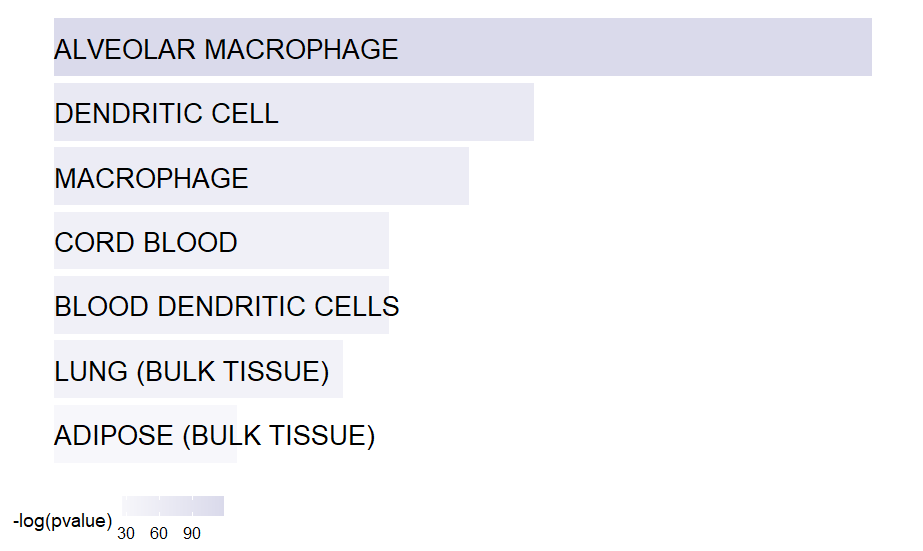 ALVEOLAR MACROPHAGE
DENDRITIC CELL
MACROPHAGE
CORD BLOOD
BLOOD DENDRITIC CELLS
LUNG (BULK TISSUE)
ADIPOSE (BULK TISSUE)
-log(pvalue)
30 60 90